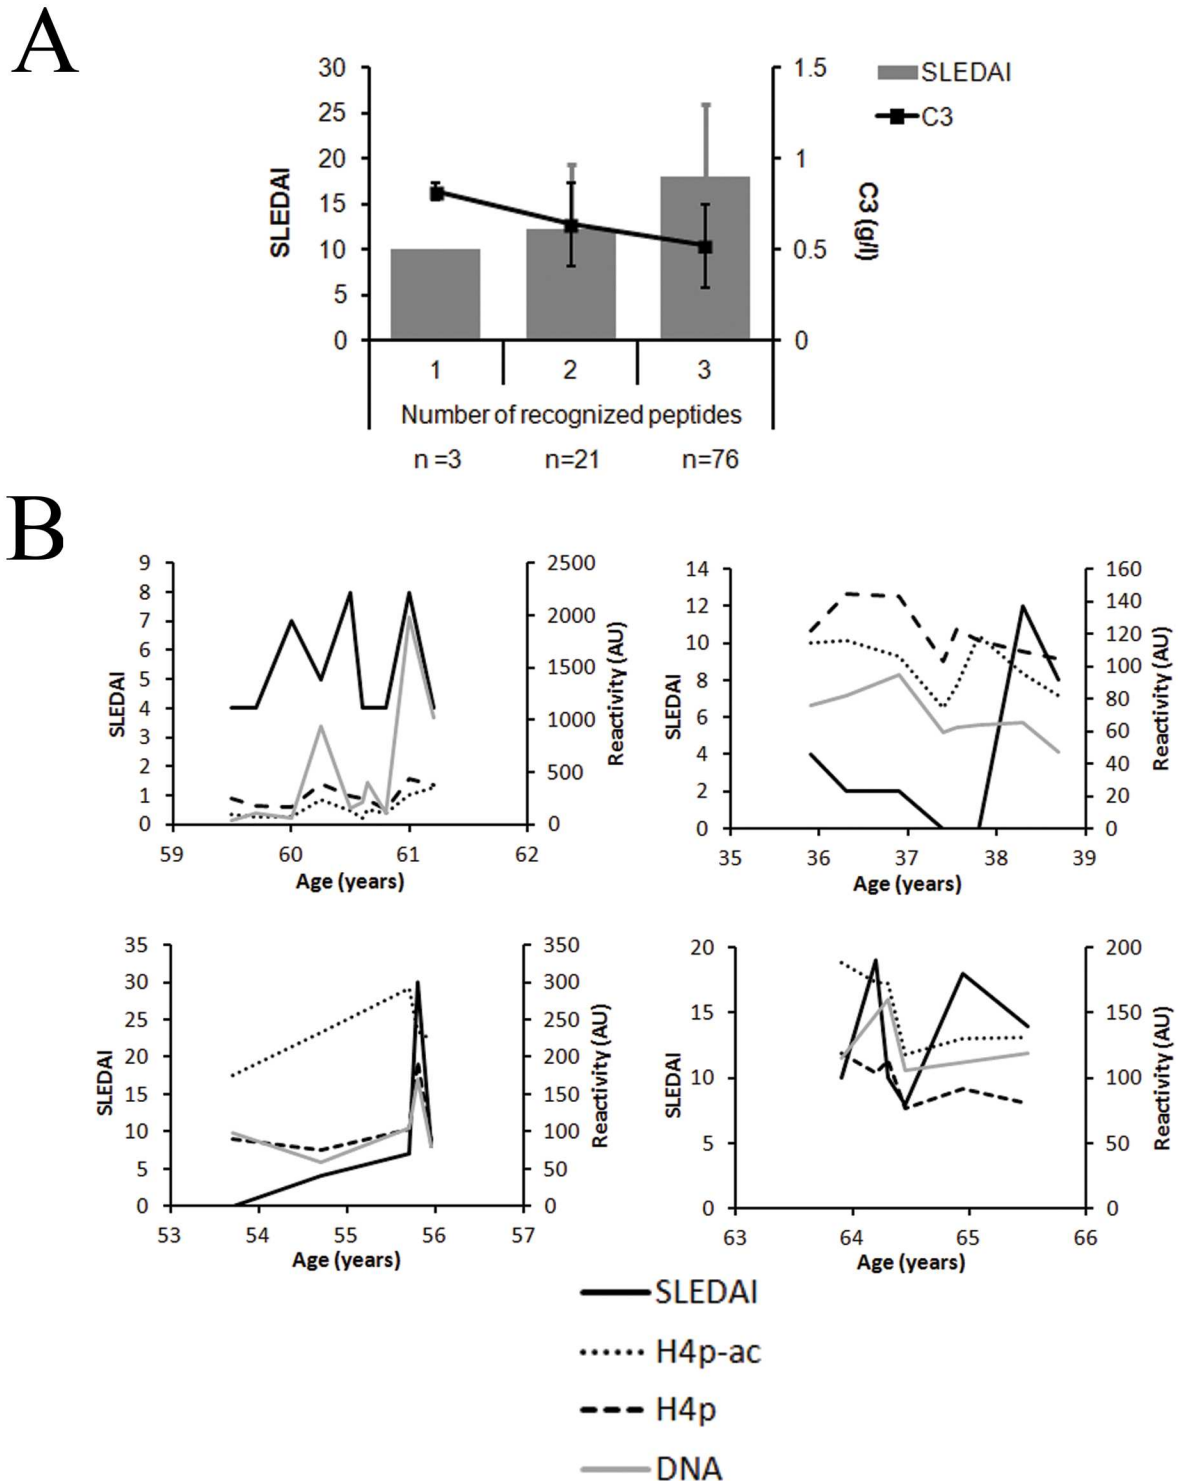 A
30 1.5 SLEDAI
25 C3
20 1
15
10 0.5
5
0 0
SLEDAI
C3 (g/l)
1 2 3
Number of recognized peptides
n =3 n=21 n=76
B
9 2500
8
7 2000
6
5 1500
4 1000
3
2 500
1
0 0
SLEDAI
Reactivity (AU)
59 60 61 62
Age (years)
14 160
12 140
10 120
8 100
6 80
4 60
2 40
0 20
0
SLEDAI
Reactivity (AU)
35 36 37 38 39
Age (years)
35 350
30 300
25 250
20 200
15 150
10 100
5 50
0 0
SLEDAI
Reactivity (AU)
53 54 55 56 57
Age (years)
20 200
15 150
10 100
5 50
0 0
SLEDAI
Reactivity (AU)
63 64 65 66
Age (years)
SLEDAI
H4p-ac
H4p
DNA